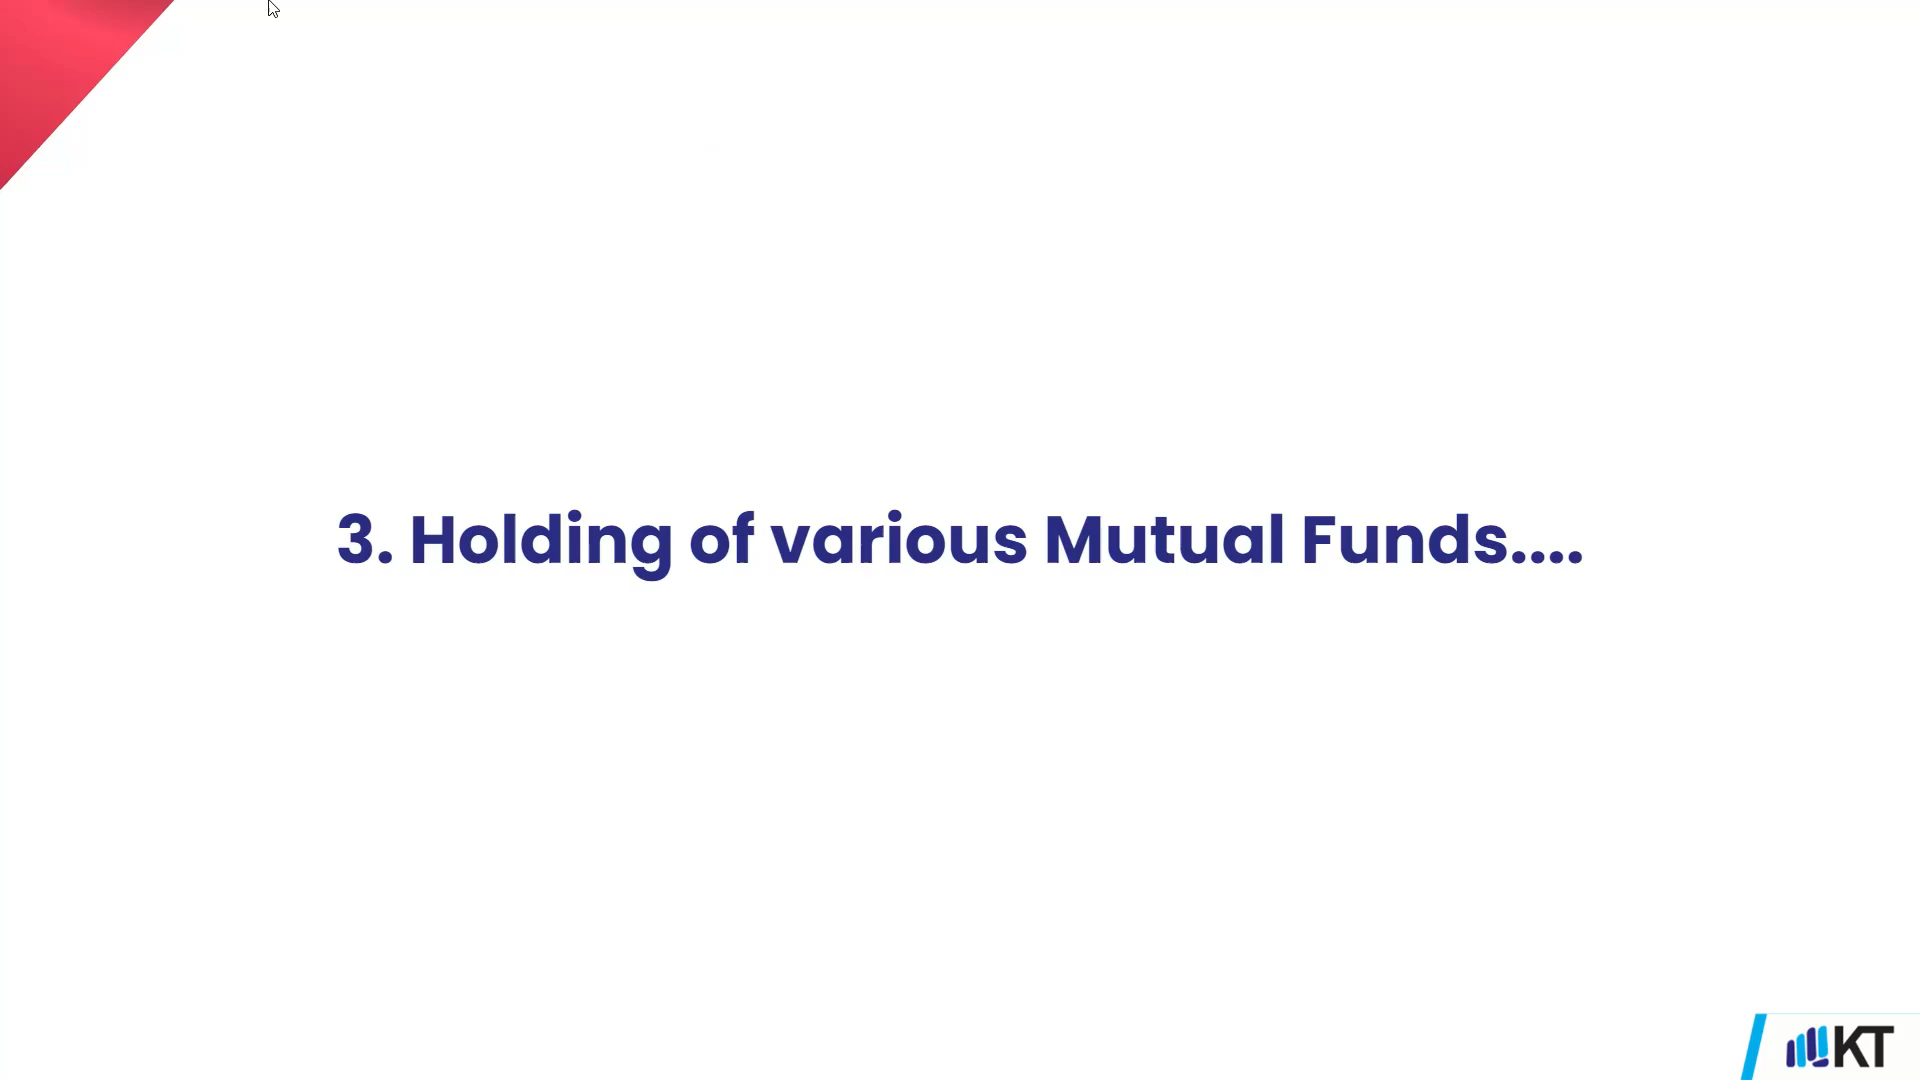 3. Holding of various Mutual Funds....
KT